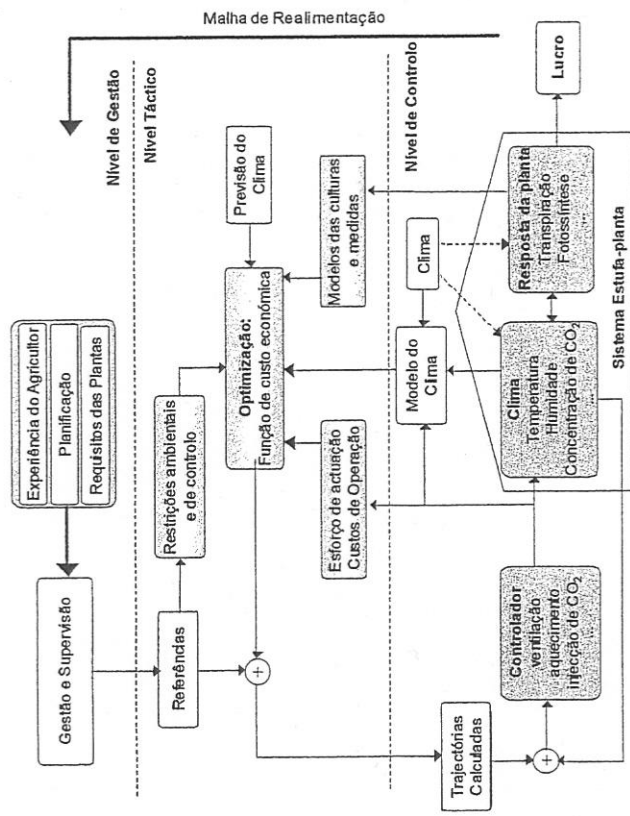 Malha de Realimentação
Nível de Gestão
Experiência do Agricultor
Planificação
Requisitos das Plantas
Gestão e Supervisão
Nível Táctico
Previsão do
Clima
Restrições ambientais
e de controlo
Referências
Optimização:
Função de custo económica
+
Modelos das culturas
e medidas
Esforço de actuação
Custos de Operação
Nível de Controlo
Clima
Modelo do
Clima
Trajectórias
Calculadas
+
Controlador
ventilação
aquecimento
injecção de CO2
...
Clima
Temperatura
Humidade
Concentração de CO2
...
Resposta da planta
Transpiração
Fotossíntese
...
Lucro
Sistema Estufa-planta